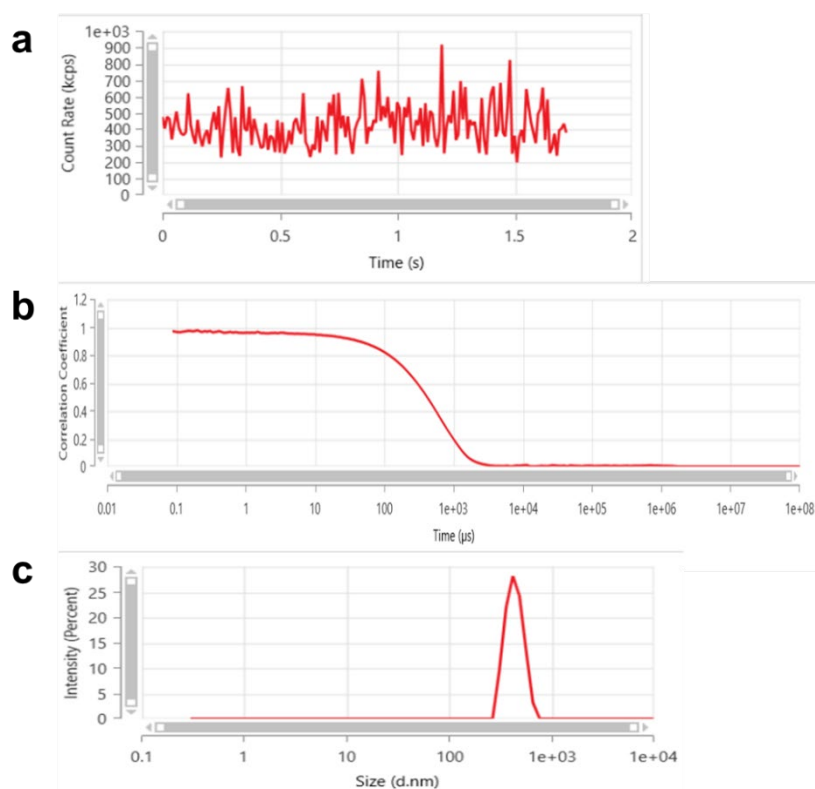 a
Count Rate (kcps)
1e+03
900
800
700
600
500
400
300
200
100
0
0 0.5 1 1.5 2
Time (s)
b
Correlation Coefficient
1.2
1
0.8
0.6
0.4
0.2
0
0.01 0.1 1 10 100 1e+03 1e+04 1e+05 1e+06 1e+07 1e+08
Time (µs)
c
Intensity (Percent)
30
25
20
15
10
5
0
0.1 1 10 100 1e+03 1e+04
Size (d.nm)